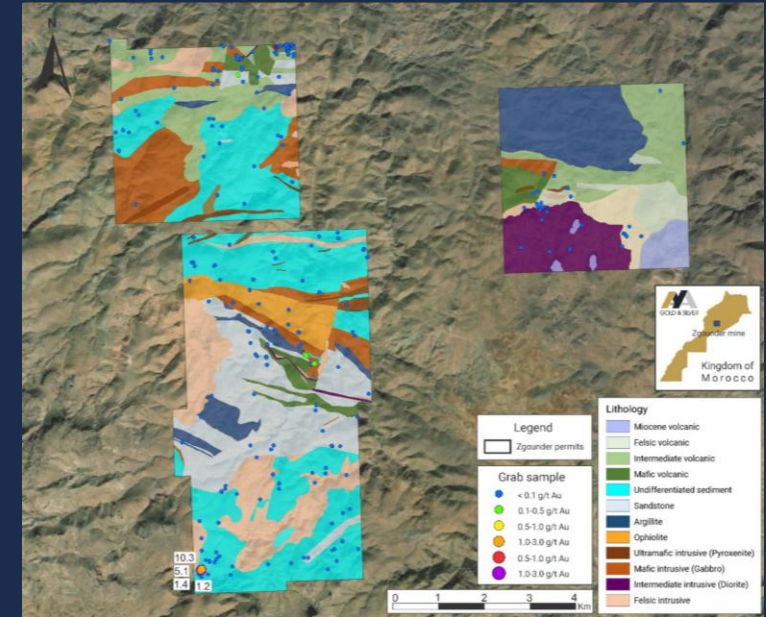 N
AYA
GOLD & SILVER
Zgounder mine
Kingdom of
Morocco
Legend
Zgounder permits
Grab sample
< 0.1 g/t Au
0.1-0.5 g/t Au
0.5-1.0 g/t Au
1.0-3.0 g/t Au
0.5-1.0 g/t Au
1.0-3.0 g/t Au
Lithology
Miocene volcanic
Felsic volcanic
Intermediate volcanic
Mafic volcanic
Undifferentiated sediment
Sandstone
Argillite
Ophiolite
Ultramafic intrusive (Pyroxenite)
Mafic intrusive (Gabbro)
Intermediate intrusive (Diorite)
Felsic intrusive
10.3
5.1
1.4 1.2
0 1 2 3 4
Km